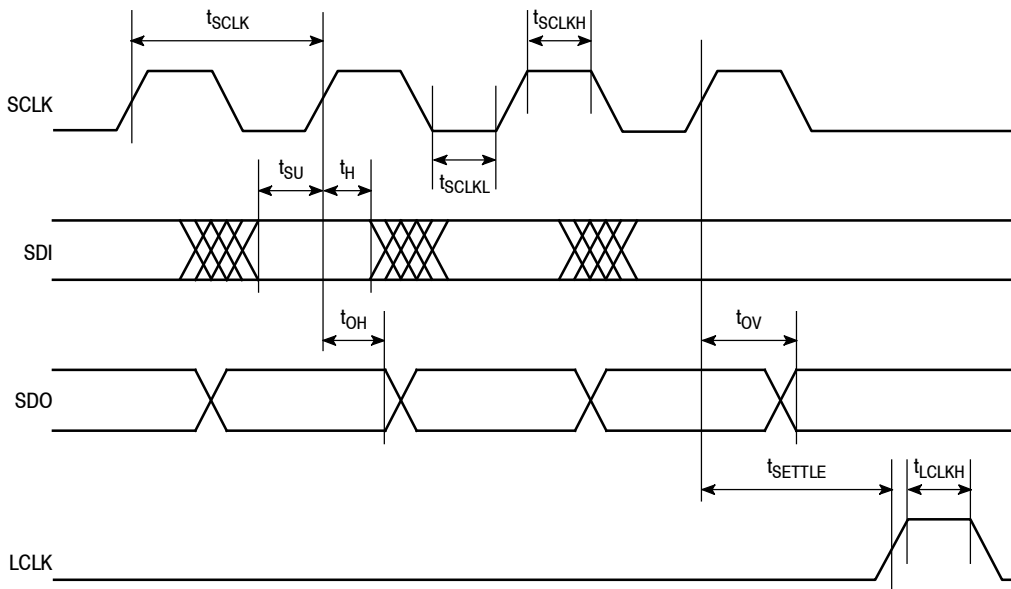 tSCLK
tSCLKH
SCLK
tSU
tH
tSCLKL
SDI
tOH
tOV
SDO
tSETTLE
tLCLKH
LCLK